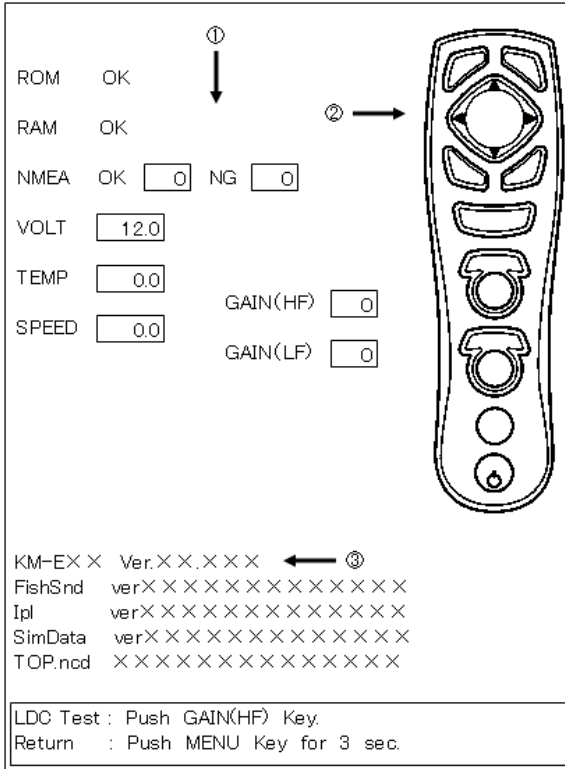 ①
ROM OK
②
RAM OK
NMEA OK 0 NG 0
VOLT 12.0
TEMP 0.0
GAIN(HF) 0
SPEED 0.0
GAIN(LF) 0
KM-E×× Ver.××.××× ③
FishSnd ver×××××××××××××
Ipl ver×××××××××××××
SimData ver×××××××××××××
TOP.ncd ××××××××××××××
LDC Test : Push GAIN(HF) Key.
Return : Push MENU Key for 3 sec.